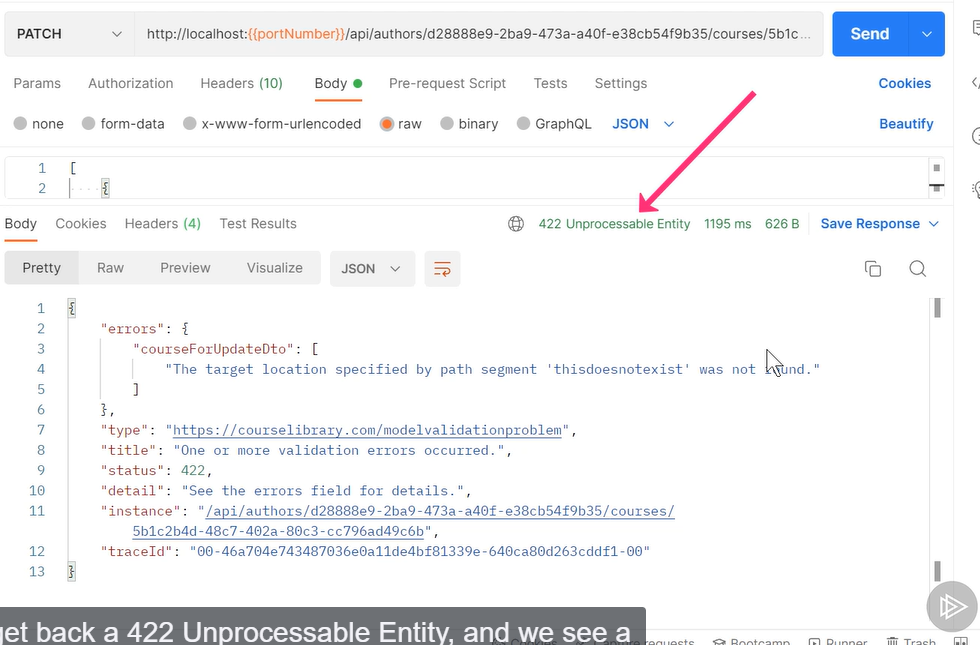 PATCH http://localhost:{{portNumber}}/api/authors/d28888e9-2ba9-473a-a40f-e38cb54f9b35/courses/5b1c... Send
Params Authorization Headers (10) Body Pre-request Script Tests Settings Cookies
none form-data x-www-form-urlencoded raw binary GraphQL JSON Beautify
1 [
2 {
Body Cookies Headers (4) Test Results 422 Unprocessable Entity 1195 ms 626 B Save Response
Pretty Raw Preview Visualize JSON
1 {
2 "errors": {
3 "courseForUpdateDto": [
4 "The target location specified by path segment 'thisdoesnotexist' was not found."
5 ]
6 },
7 "type": "https://courselibrary.com/modelvalidationproblem",
8 "title": "One or more validation errors occurred.",
9 "status": 422,
10 "detail": "See the errors field for details.",
11 "instance": "/api/authors/d28888e9-2ba9-473a-a40f-e38cb54f9b35/courses/
5b1c2b4d-48c7-402a-80c3-cc796ad49c6b",
12 "traceId": "00-46a704e743487036e0a11de4bf81339e-640ca80d263cddf1-00"
13 }
get back a 422 Unprocessable Entity, and we see a
Cookies requests Bootcamp Runner Trash